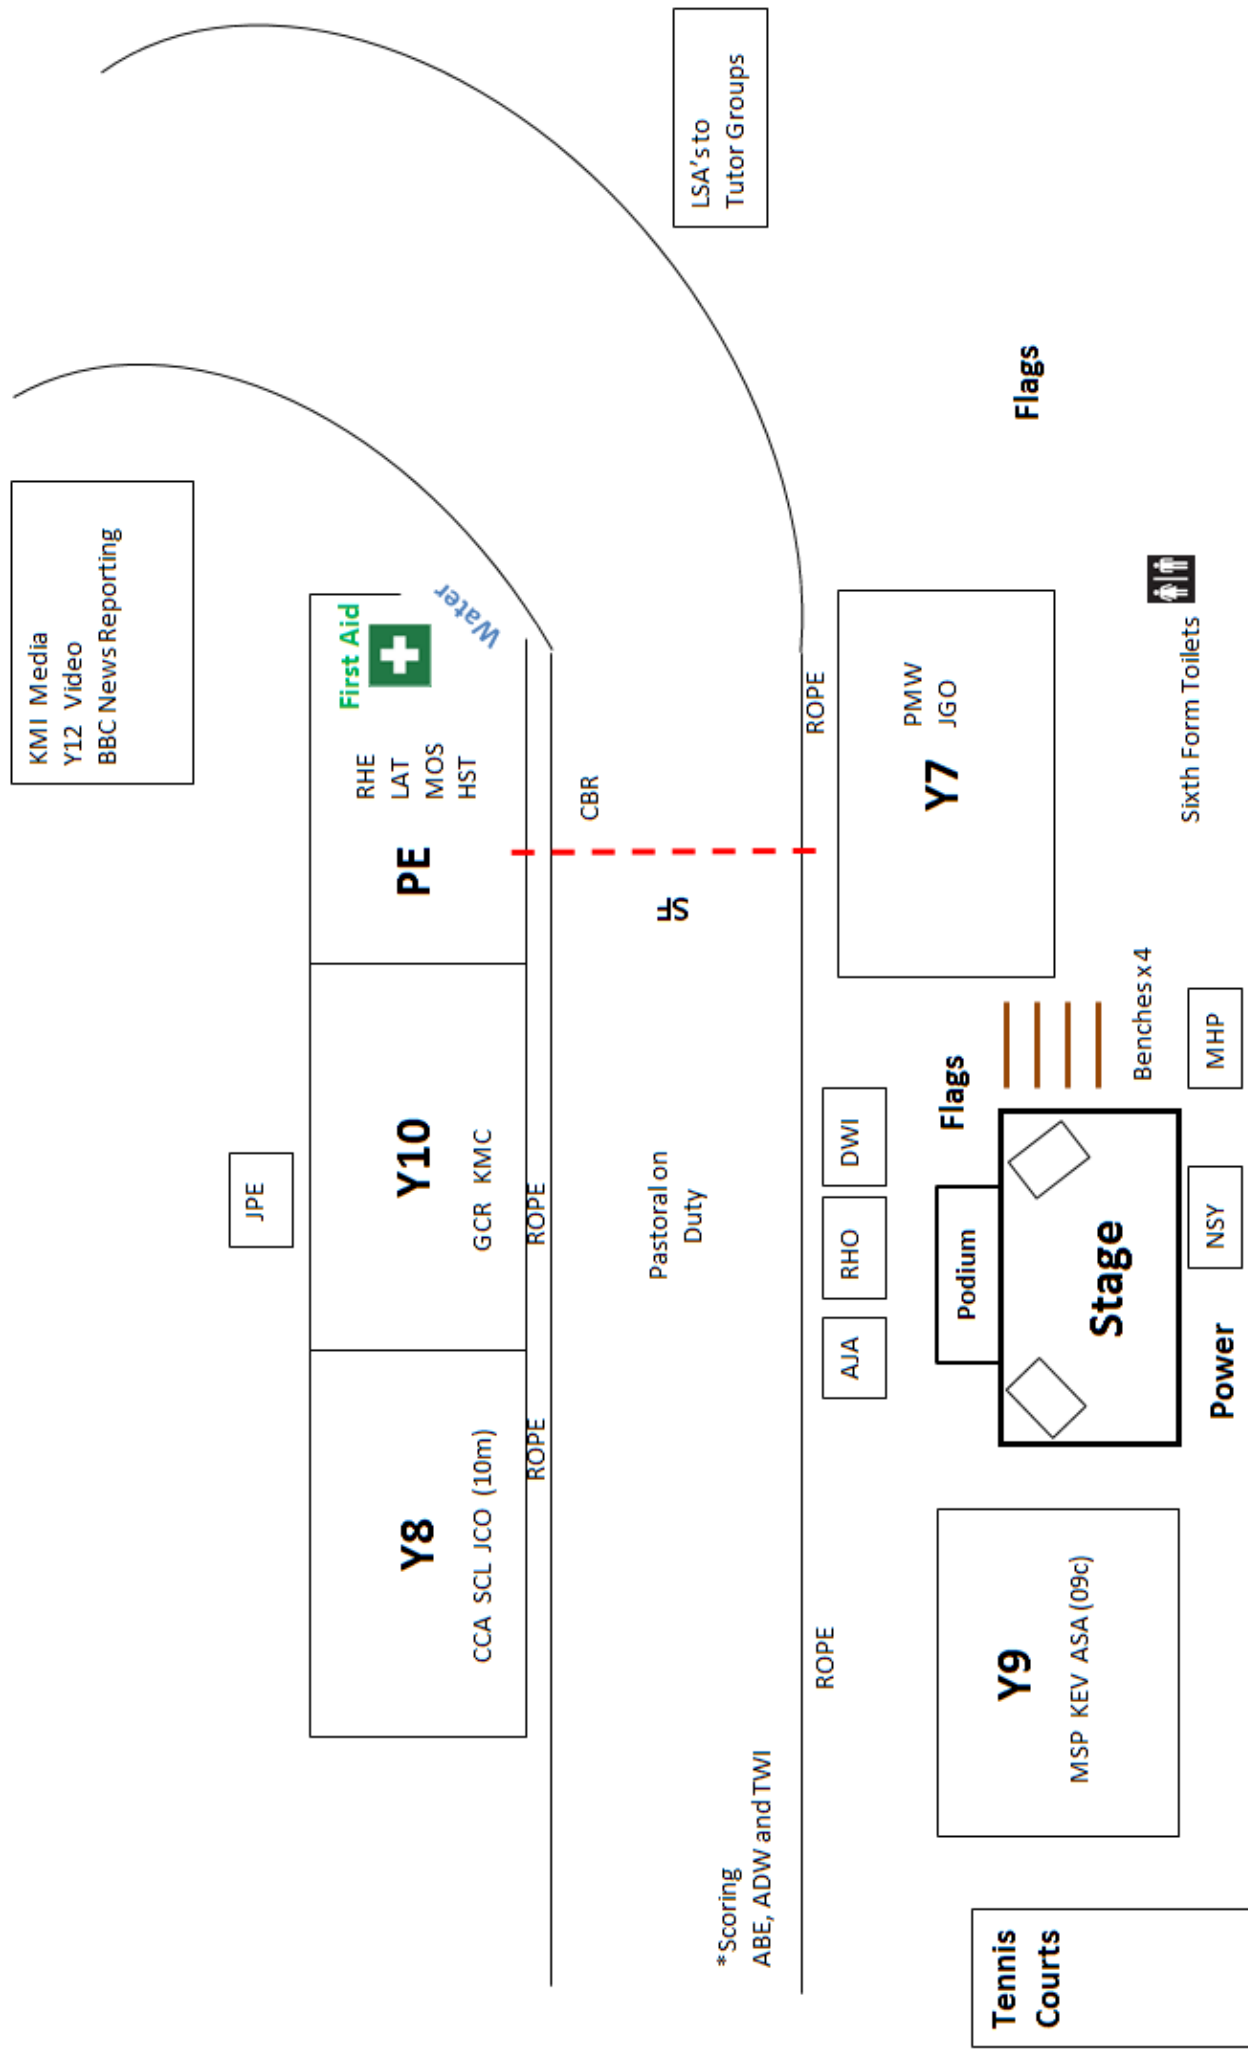 KMI Media
Y12 Video
BBC News Reporting
LSA's to
Tutor Groups
JPE
Y8
CCA SCL JCO (10m)
Y10
GCR KMC
PE
RHE
LAT
MOS
HST
First Aid
Water
ROPE
ROPE
CBR
SF
Pastoral on
Duty
*Scoring
ABE, ADW and TWI
ROPE
ROPE
AJA
RHO
DWI
Y7
PMW
JGO
Flags
Flags
Podium
Stage
Benches x 4
Y9
MSP KEV ASA (09c)
Tennis
Courts
Power
NSY
MHP
Sixth Form Toilets